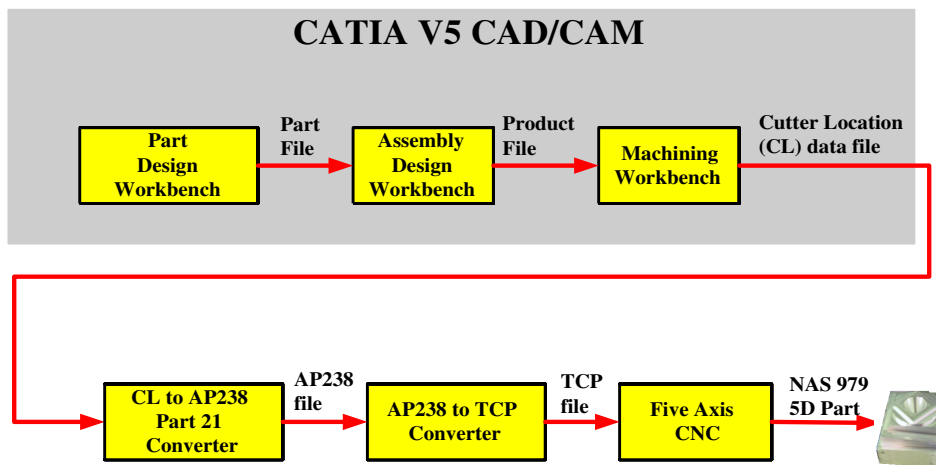 CATIA V5 CAD/CAM
Part
Design
Workbench
Part
File
Assembly
Design
Workbench
Product
File
Machining
Workbench
Cutter Location
(CL) data file
CL to AP238
Part 21
Converter
AP238
file
AP238 to TCP
Converter
TCP
file
Five Axis
CNC
NAS 979
5D Part